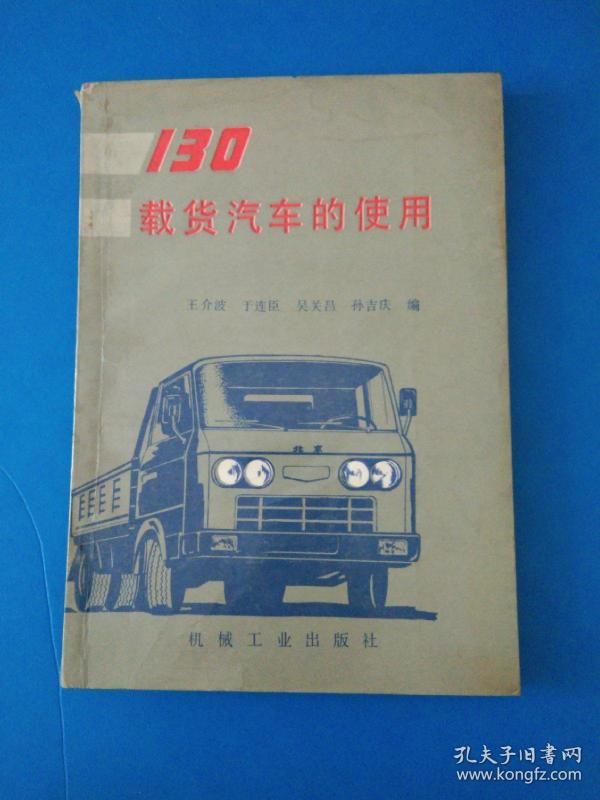 130
载货汽车的使用
王介波 于连臣 吴关昌 孙吉庆 编
北京
机械工业出版社
孔夫子旧书网
www.kongfz.com